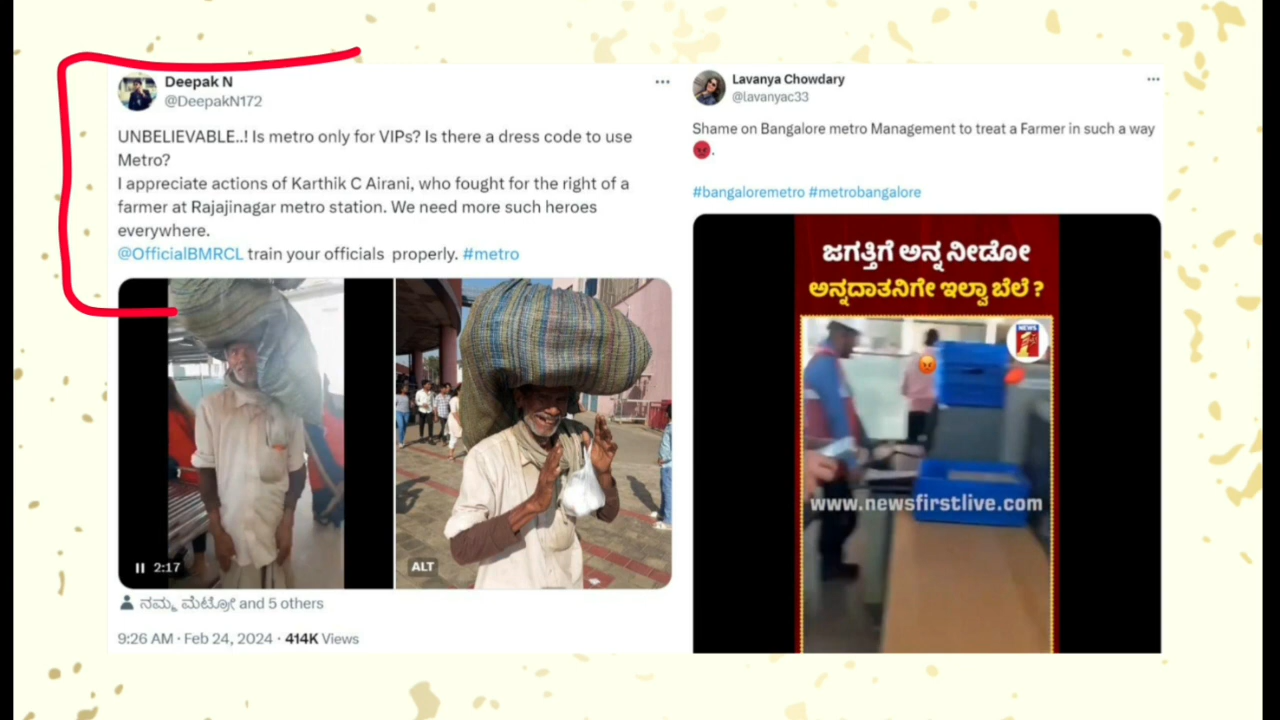 Deepak N
@DeepakN172
UNBELIEVABLE..! Is metro only for VIPs? Is there a dress code to use
Metro?
I appreciate actions of Karthik C Airani, who fought for the right of a
farmer at Rajajinagar metro station. We need more such heroes
everywhere.
@OfficialBMRCL train your officials properly. #metro
2:17
ALT
ನಮ್ಮ ಮೆಟ್ರೋ and 5 others
9:26 AM · Feb 24, 2024 · 414K Views
Lavanya Chowdary
@lavanyac33
Shame on Bangalore metro Management to treat a Farmer in such a way
😡.
#bangaloremetro #metrobangalore
ಜಗತ್ತಿಗೆ ಅನ್ನ ನೀಡೋ
ಅನ್ನದಾತನಿಗೇ ಇಲ್ವಾ ಬೆಲೆ ?
NEWS
www.newsfirstlive.com